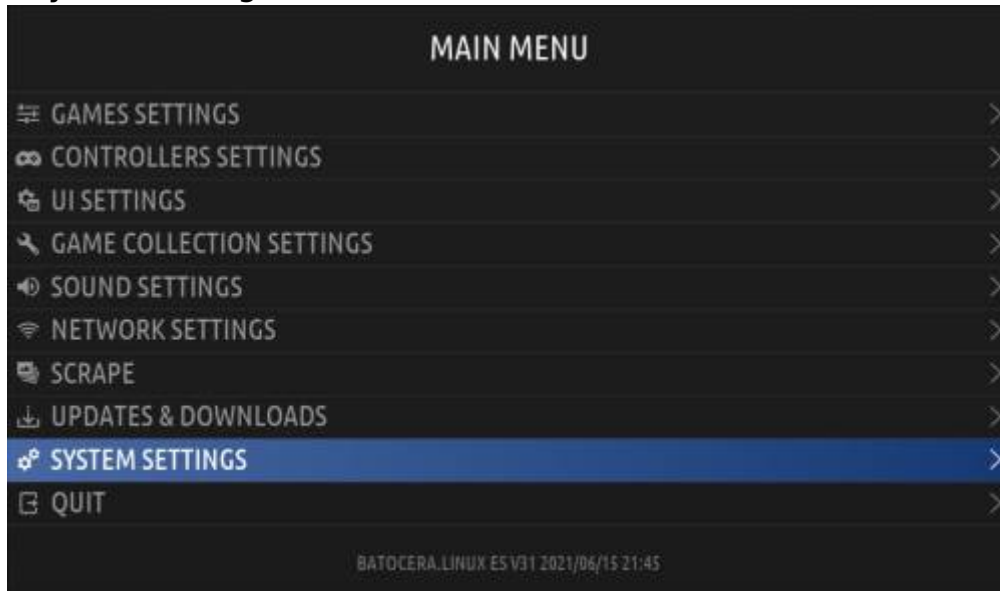 MAIN MENU
GAMES SETTINGS
CONTROLLERS SETTINGS
UI SETTINGS
GAME COLLECTION SETTINGS
SOUND SETTINGS
NETWORK SETTINGS
SCRAPE
UPDATES & DOWNLOADS
SYSTEM SETTINGS
QUIT
BATOCERA.LINUX ES V31 2021/06/15 21:45